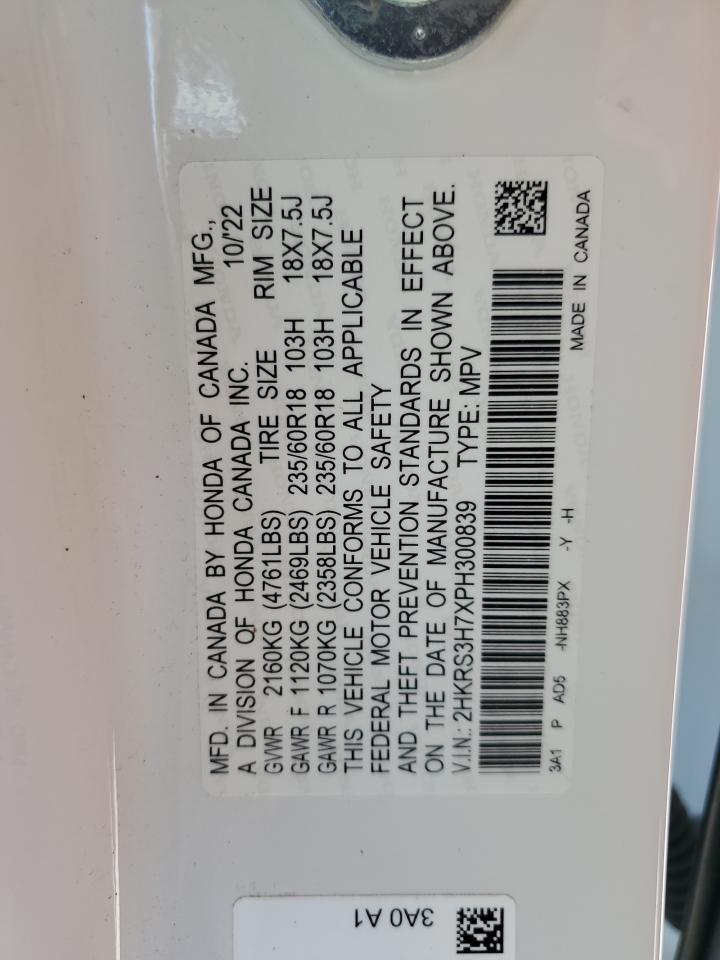 MFD. IN CANADA BY HONDA OF CANADA MFG.,
A DIVISION OF HONDA CANADA INC. 10/'22
GVWR 2160KG (4761LBS) TIRE SIZE RIM SIZE
GAWR F 1120KG (2469LBS) 235/60R18 103H 18X7.5J
GAWR R 1070KG (2358LBS) 235/60R18 103H 18X7.5J
THIS VEHICLE CONFORMS TO ALL APPLICABLE
FEDERAL MOTOR VEHICLE SAFETY
AND THEFT PREVENTION STANDARDS IN EFFECT
ON THE DATE OF MANUFACTURE SHOWN ABOVE.
V.I.N.: 2HKRS3H7XPH300839 TYPE: MPV
3A1 P AD5 -NH883PX -Y -H MADE IN CANADA
3A0 A1